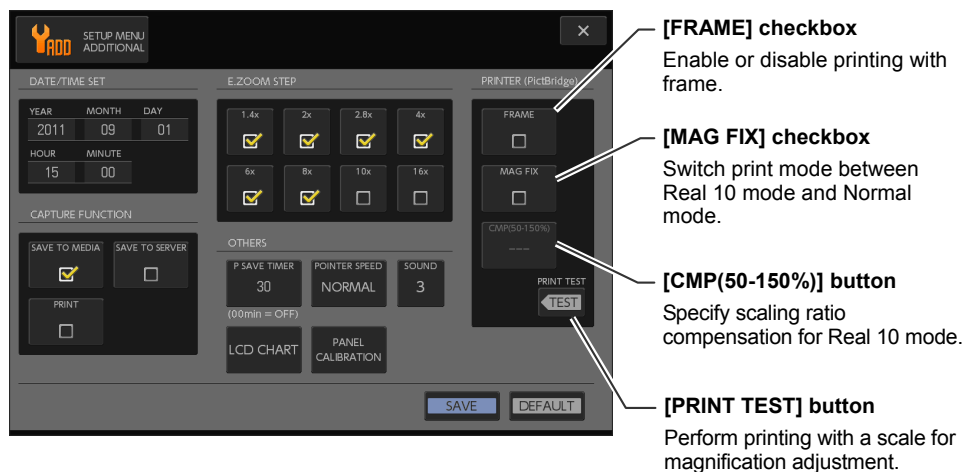 YADD
SETUP MENU
ADDITIONAL
×
DATE/TIME SET
YEAR MONTH DAY
2011 09 01
HOUR MINUTE
15 00
CAPTURE FUNCTION
SAVE TO MEDIA SAVE TO SERVER
PRINT
E.ZOOM STEP
1.4x 2x 2.8x 4x
6x 8x 10x 16x
OTHERS
P SAVE TIMER POINTER SPEED SOUND
30 NORMAL 3
(00min = OFF)
LCD CHART
PANEL
CALIBRATION
PRINTER (PictBridge)
FRAME
MAG FIX
CMP(50-150%)
---
PRINT TEST
TEST
SAVE DEFAULT
[FRAME] checkbox
Enable or disable printing with
frame.
[MAG FIX] checkbox
Switch print mode between
Real 10 mode and Normal
mode.
[CMP(50-150%)] button
Specify scaling ratio
compensation for Real 10 mode.
[PRINT TEST] button
Perform printing with a scale for
magnification adjustment.